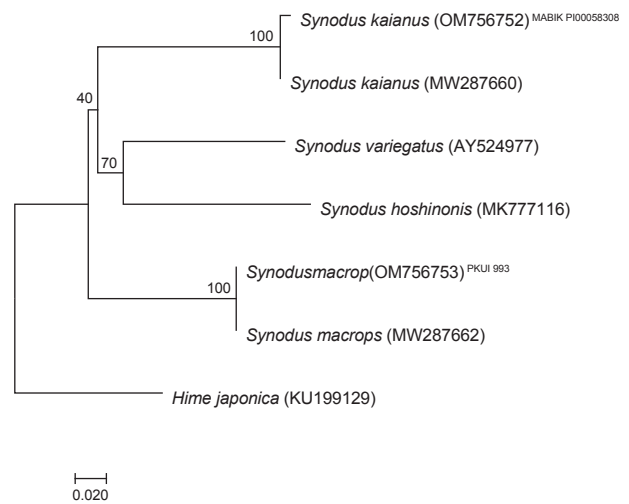 100 Synodus kaianus (OM756752) MABIK PI00058308
Synodus kaianus (MW287660)
40
70 Synodus variegatus (AY524977)
Synodus hoshinonis (MK777116)
Synodusmacrop(OM756753) PKUI 993
100
Synodus macrops (MW287662)
Hime japonica (KU199129)
0.020